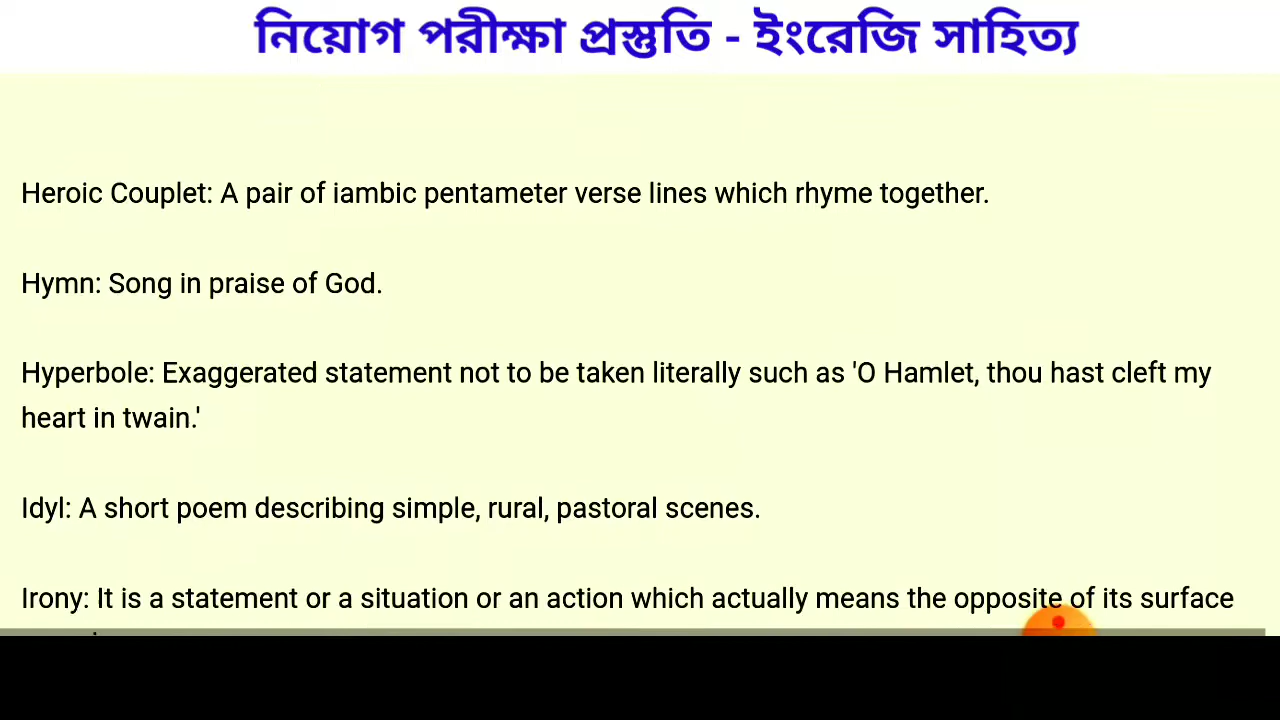 নিয়োগ পরীক্ষা প্রস্তুতি - ইংরেজি সাহিত্য
Heroic Couplet: A pair of iambic pentameter verse lines which rhyme together.
Hymn: Song in praise of God.
Hyperbole: Exaggerated statement not to be taken literally such as 'O Hamlet, thou hast cleft my
heart in twain.'
Idyl: A short poem describing simple, rural, pastoral scenes.
Irony: It is a statement or a situation or an action which actually means the opposite of its surface